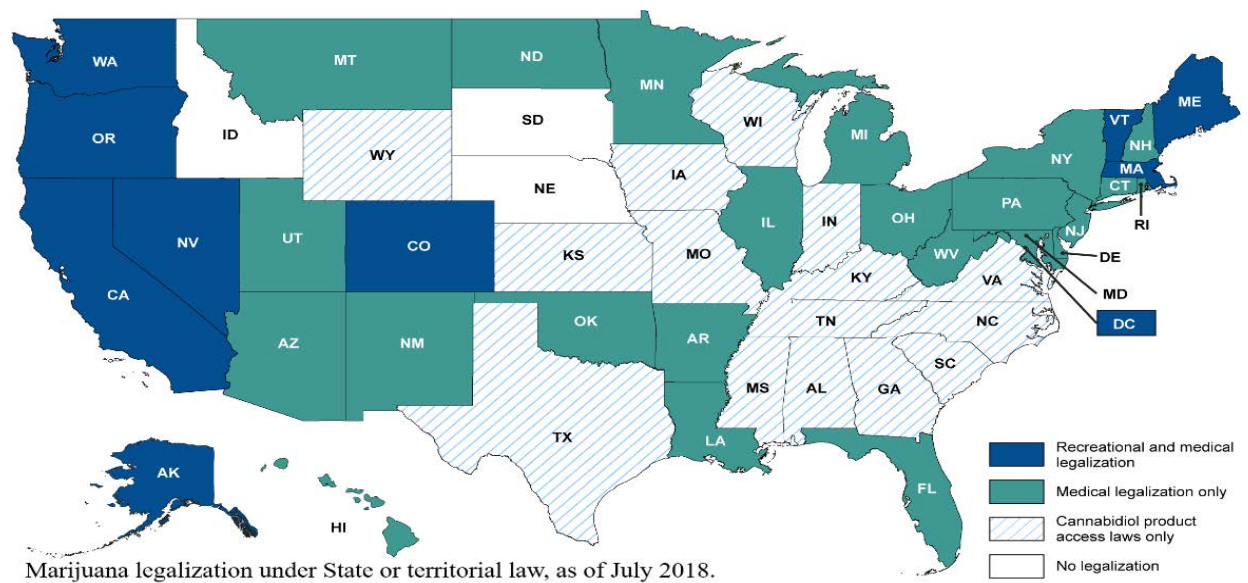 WA
MT
ND
MN
ME
VT
OR
ID
SD
WI
MI
NH
WY
NY
MA
CT
IA
RI
NE
PA
NV
UT
CO
IL
IN
OH
NJ
KS
MO
WV
DE
CA
KY
VA
MD
DC
OK
TN
NC
AZ
NM
AR
SC
MS
AL
GA
TX
LA
Recreational and medical
legalization
AK
FL
Medical legalization only
HI
Cannabidiol product
access laws only
No legalization
Marijuana legalization under State or territorial law, as of July 2018.